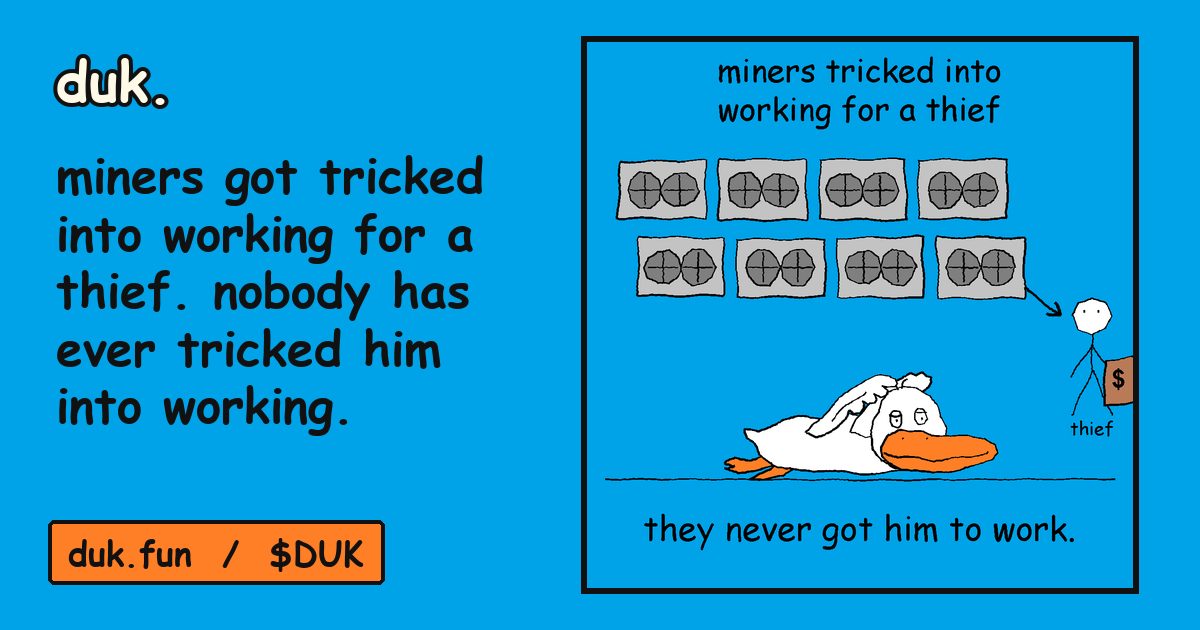 duk.
miners got tricked
into working for a
thief. nobody has
ever tricked him
into working.
duk.fun / $DUK
miners tricked into
working for a thief
$
thief
they never got him to work.